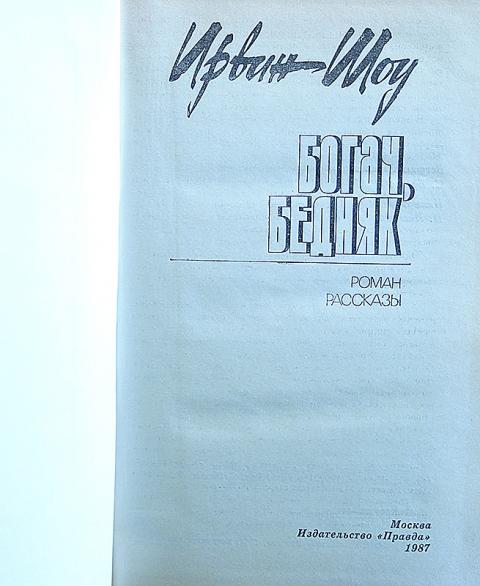 Ирвин Шоу
БОГАЧ,
БЕДНЯК
РОМАН
РАССКАЗЫ
Москва
Издательство «Правда»
1987